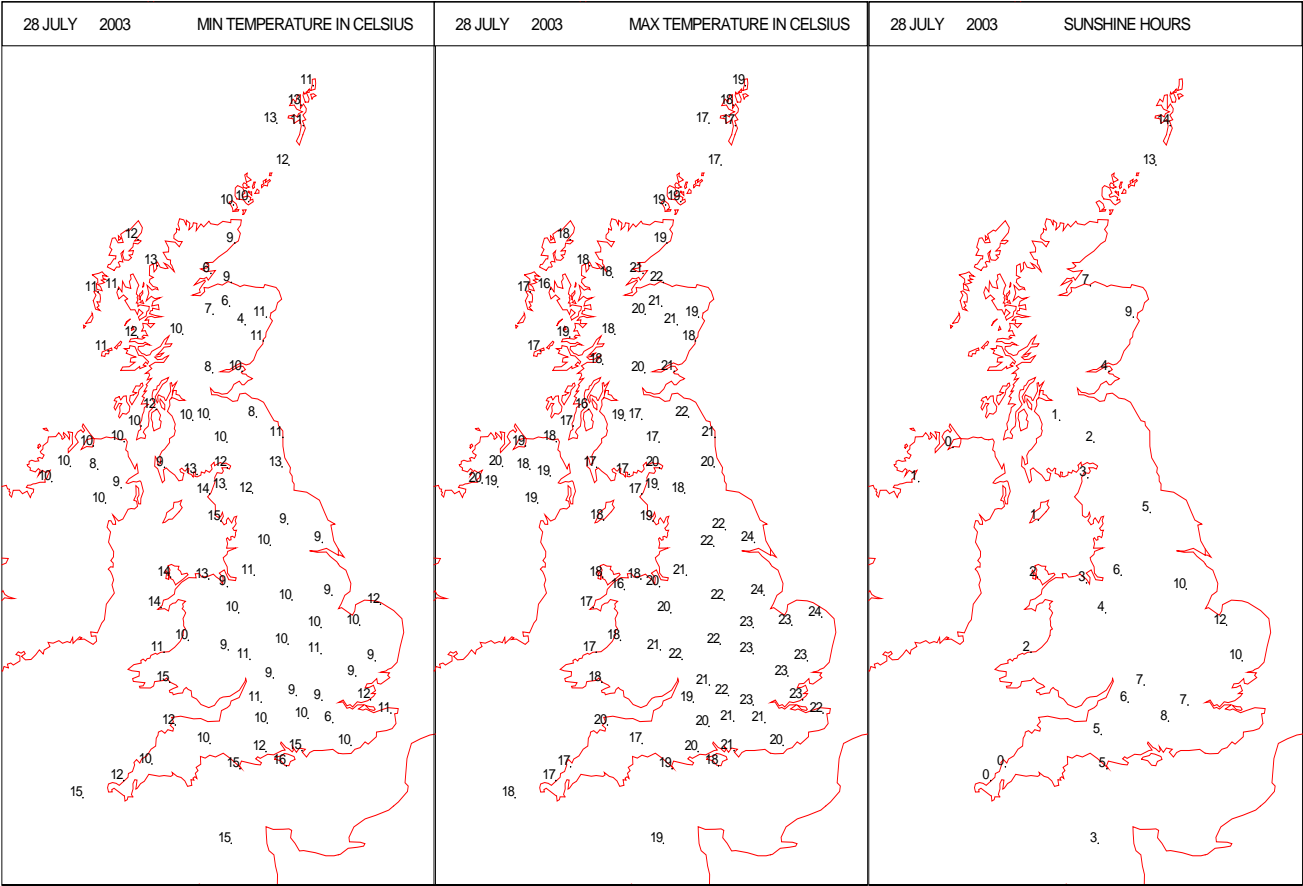 28 JULY 2003 MIN TEMPERATURE IN CELSIUS
11
13
13 11
12
10 10
12 9
13
6
9
11 11
6
7 11
4
12 10 11
11
8 10
12
10 10 10 8
10 10 10 11
10 8 9 12 13
10 13
9 14 13 12
10
15 9
10 9
14 13 11
9
14 10 10 9 12
10 10
10 10
11 9 11 11 9
15 9 9
11 9 9 12
12 10 10 6 11
10 12 15 10
10 15 16
12
15
15
28 JULY 2003 MAX TEMPERATURE IN CELSIUS
19
18
17 17
17
19 19
18 19
18 18 21
22
17 16
20 21 19
21
19 18 18
17
18 20 21
16
17 19 17 22
19 18 17 21
20 18 17 20 20
20 19 19 17
19 17 19 18
18 19 22
22 24
18 18 21
16 20
17 20 22 24 24
23 23
18 22
17 21 22 23 23
18 21 23
19 22 23 23
20 20 21 21 22
17 20 21 20
17 19 18
17
18
19
28 JULY 2003 SUNSHINE HOURS
14
13
7
9
4
1
0 2
1 3
1 5
2 3 6 10
4 12
2 10
7
6 7
5 8
0 5
0
3